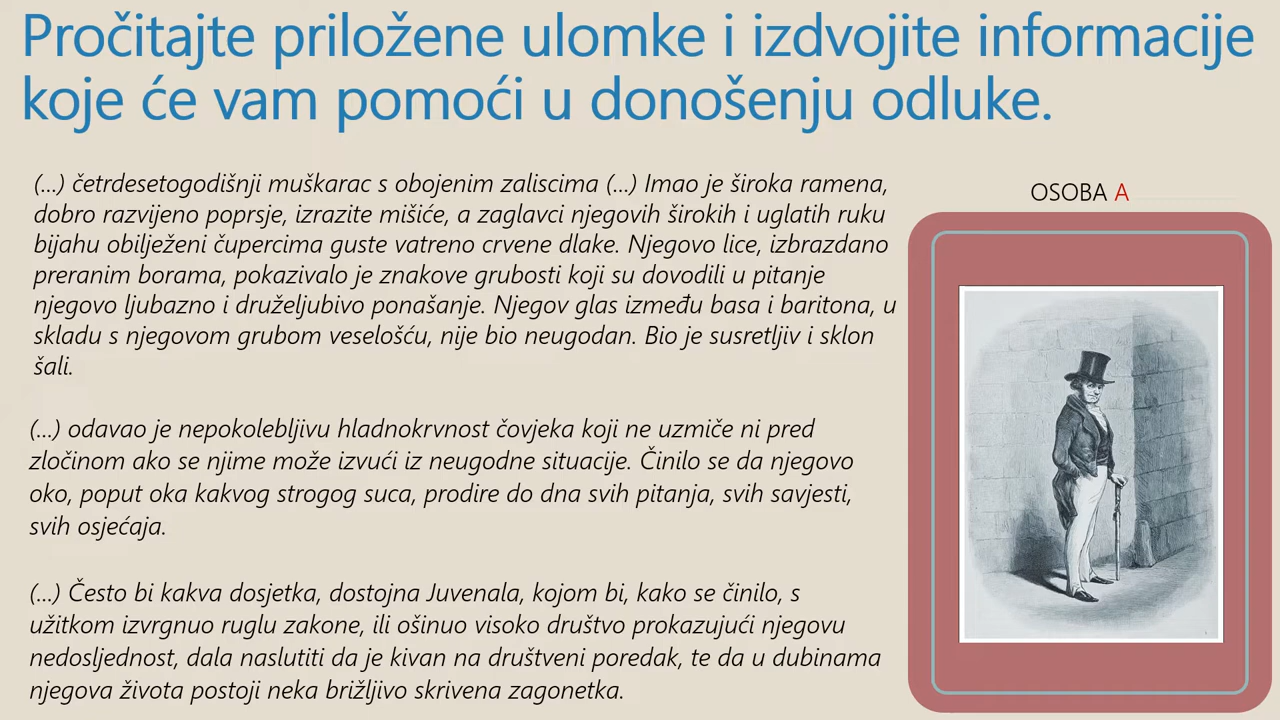 Pročitajte priložene ulomke i izdvojite informacije
koje će vam pomoći u donošenju odluke.
(...) četrdesetogodišnji muškarac s obojenim zaliscima (...) Imao je široka ramena,
dobro razvijeno poprsje, izrazite mišiće, a zaglavci njegovih širokih i uglatih ruku
bijahu obilježeni čupercima guste vatreno crvene dlake. Njegovo lice, izbrazdano
preranim borama, pokazivalo je znakove grubosti koji su dovodili u pitanje
njegovo ljubazno i druželjubivo ponašanje. Njegov glas između basa i baritona, u
skladu s njegovom grubom veselošću, nije bio neugodan. Bio je susretljiv i sklon
šali.
(...) odavao je nepokolebljivu hladnokrvnost čovjeka koji ne uzmiče ni pred
zločinom ako se njime može izvući iz neugodne situacije. Činilo se da njegovo
oko, poput oka kakvog strogog suca, prodire do dna svih pitanja, svih savjesti,
svih osjećaja.
(...) Često bi kakva dosjetka, dostojna Juvenala, kojom bi, kako se činilo, s
užitkom izvrgnuo ruglu zakone, ili ošinuo visoko društvo prokazujući njegovu
nedosljednost, dala naslutiti da je kivan na društveni poredak, te da u dubinama
njegova života postoji neka brižljivo skrivena zagonetka.
OSOBA A